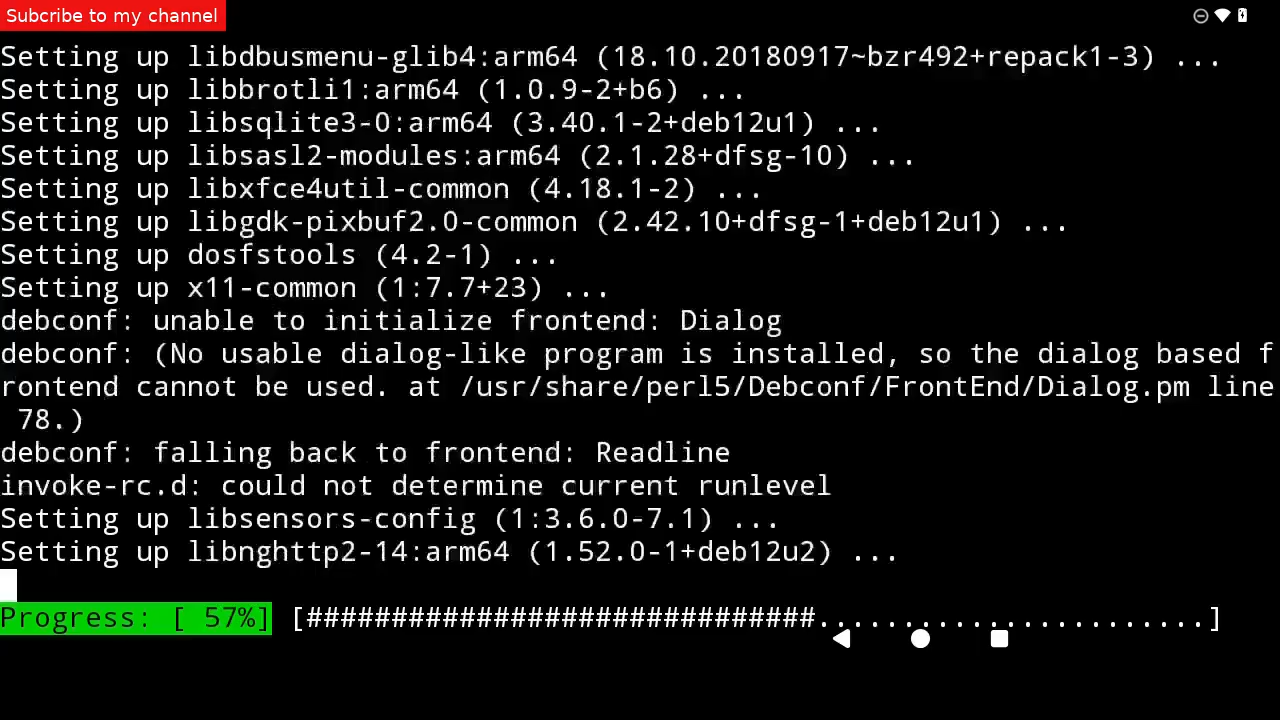 Subcribe to my channel
Setting up libdbusmenu-glib4:arm64 (18.10.20180917~bzr492+repack1-3) ...
Setting up libbrotli1:arm64 (1.0.9-2+b6) ...
Setting up libsqlite3-0:arm64 (3.40.1-2+deb12u1) ...
Setting up libsasl2-modules:arm64 (2.1.28+dfsg-10) ...
Setting up libxfce4util-common (4.18.1-2) ...
Setting up libgdk-pixbuf2.0-common (2.42.10+dfsg-1+deb12u1) ...
Setting up dosfstools (4.2-1) ...
Setting up x11-common (1:7.7+23) ...
debconf: unable to initialize frontend: Dialog
debconf: (No usable dialog-like program is installed, so the dialog based f
rontend cannot be used. at /usr/share/perl5/Debconf/FrontEnd/Dialog.pm line
 78.)
debconf: falling back to frontend: Readline
invoke-rc.d: could not determine current runlevel
Setting up libsensors-config (1:3.6.0-7.1) ...
Setting up libnghttp2-14:arm64 (1.52.0-1+deb12u2) ...
Progress: [ 57%] [##############################.......................]